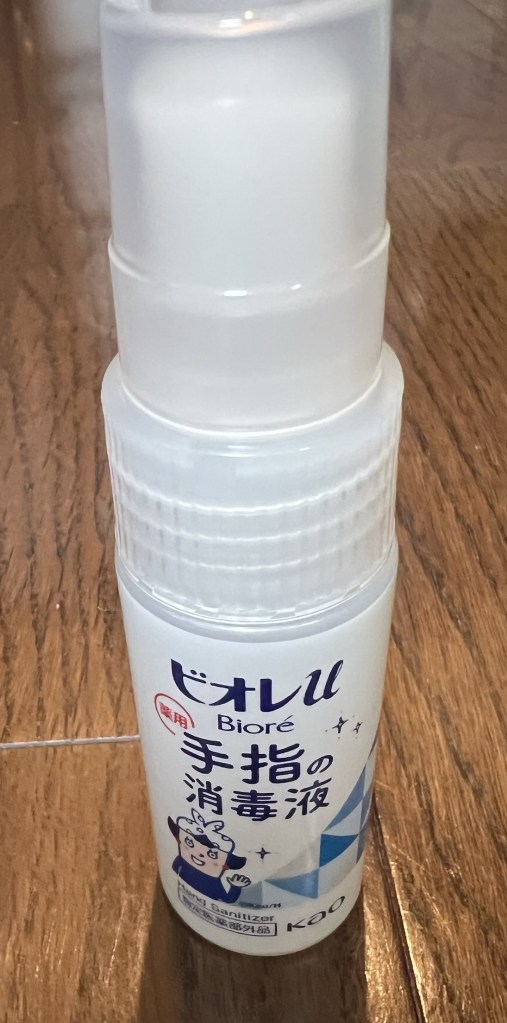 ビオレu
Bioré
薬用
手指の
消毒液
Hand Sanitizer
指定医薬部外品
Kao